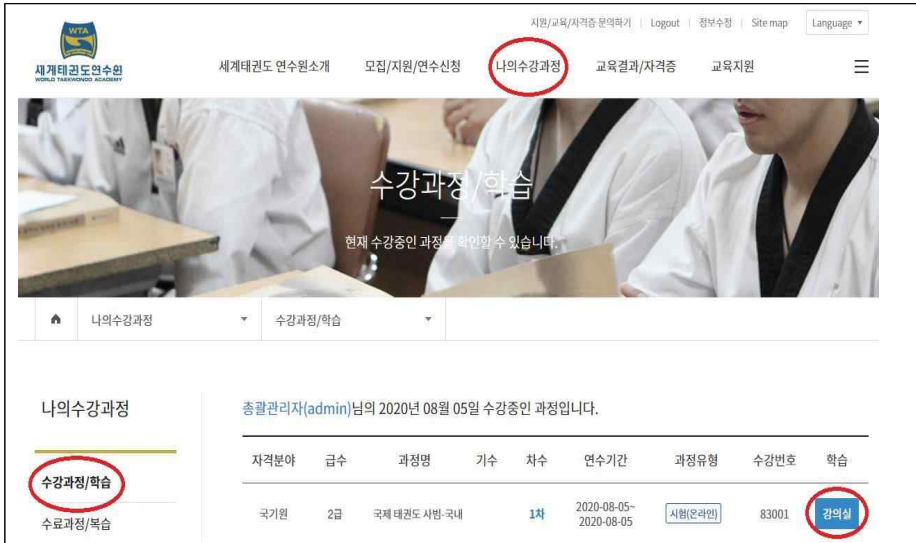 지원/교육/자격증 문의하기 | Logout | 정보수정 | Site map
Language
WTA
세계태권도연수원
WORLD TAEKWONDO ACADEMY
세계태권도 연수원소개 모집/지원/연수신청 나의수강과정 교육결과/자격증 교육지원
수강과정/학습
현재 수강중인 과정을 확인할 수 있습니다.
나의수강과정 수강과정/학습
나의수강과정
총괄관리자(admin)님의 2020년 08월 05일 수강중인 과정입니다.
수강과정/학습
수료과정/복습
자격분야 급수 과정명 기수 차수 연수기간 과정유형 수강번호 학습
국기원 2급 국제 태권도 사범-국내 1차 2020-08-05~ 2020-08-05 시험(온라인) 83001 강의실